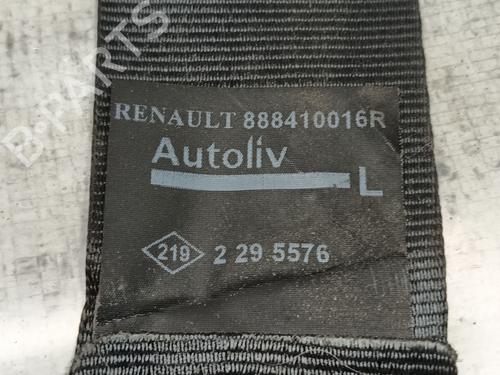 B-PARTS
RENAULT 888410016R
Autoliv
L
219 2 29 5576